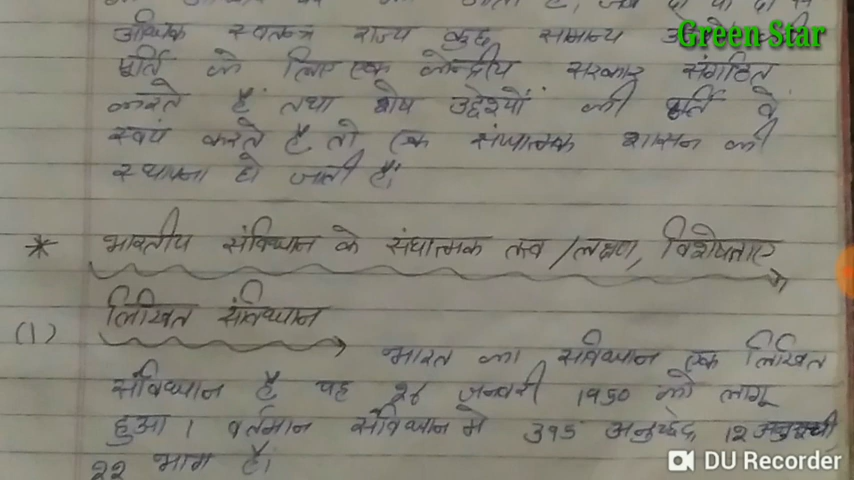 अधिक स्वतन्त्र राज्य कुछ सामान्य उद्देश्यों की
Green Star
पूर्ति के लिए एक केन्द्रीय सरकार संगठित
करते हैं तथा शेष उद्देश्यों की पूर्ति वे
स्वयं करते है तो एक संघात्मक शासन की
स्थापना हो जाती है।
* भारतीय संविधान के संघात्मक तत्व /लक्षण, विशेषताए
(1) लिखित संविधान
भारत का संविधान एक लिखित
संविधान है यह 26 जनवरी 1950 को लागू
हुआ। वर्तमान संविधान मे 395 अनुच्छेद, 12 अनुसूची
22 भाग है।
DU Recorder